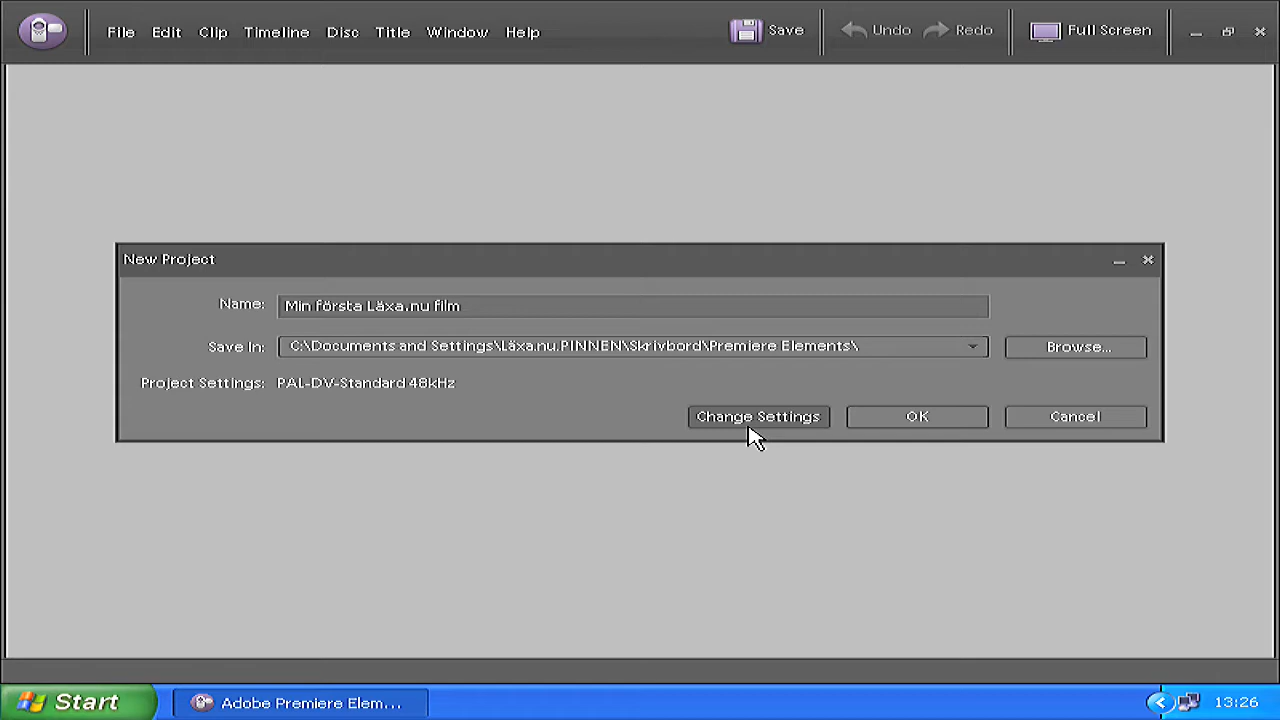 File Edit Clip Timeline Disc Title Window Help Save Undo Redo Full Screen
New Project
Name: Min första Läxa.nu film
Save In: C:\Documents and Settings\Läxa.nu.PINNEN\Skrivbord\Premiere Elements\ Browse...
Project Settings: PAL-DV-Standard 48kHz
Change Settings OK Cancel
Start Adobe Premiere Elem... 13:26